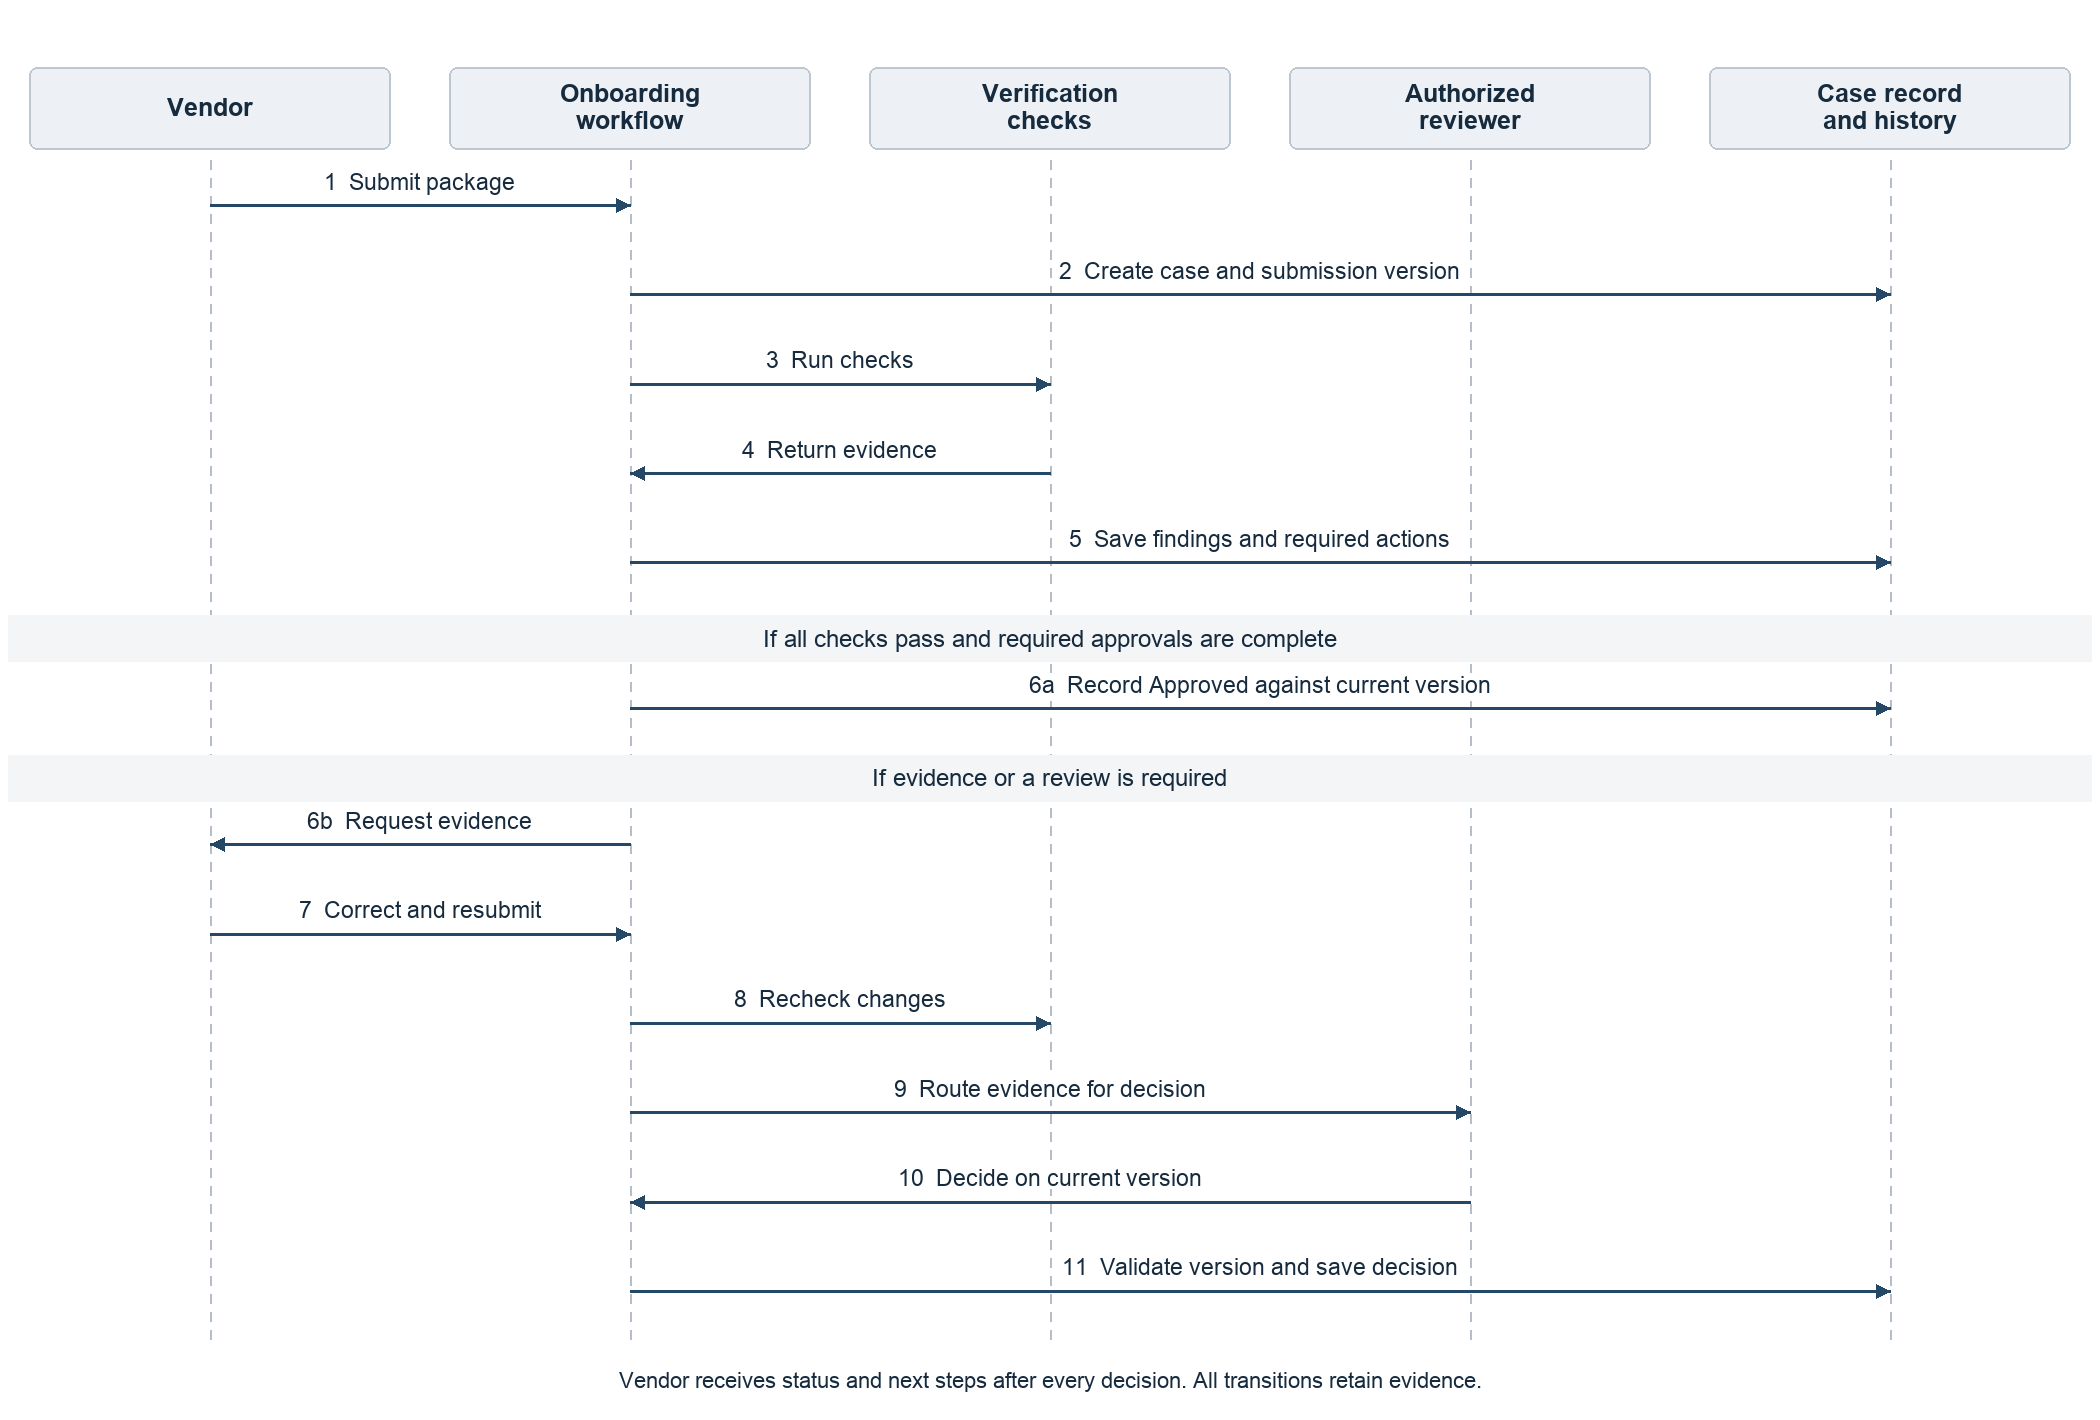 Vendor
Onboarding
workflow
Verification
checks
Authorized
reviewer
Case record
and history
1 Submit package
2 Create case and submission version
3 Run checks
4 Return evidence
5 Save findings and required actions
If all checks pass and required approvals are complete
6a Record Approved against current version
If evidence or a review is required
6b Request evidence
7 Correct and resubmit
8 Recheck changes
9 Route evidence for decision
10 Decide on current version
11 Validate version and save decision
Vendor receives status and next steps after every decision. All transitions retain evidence.